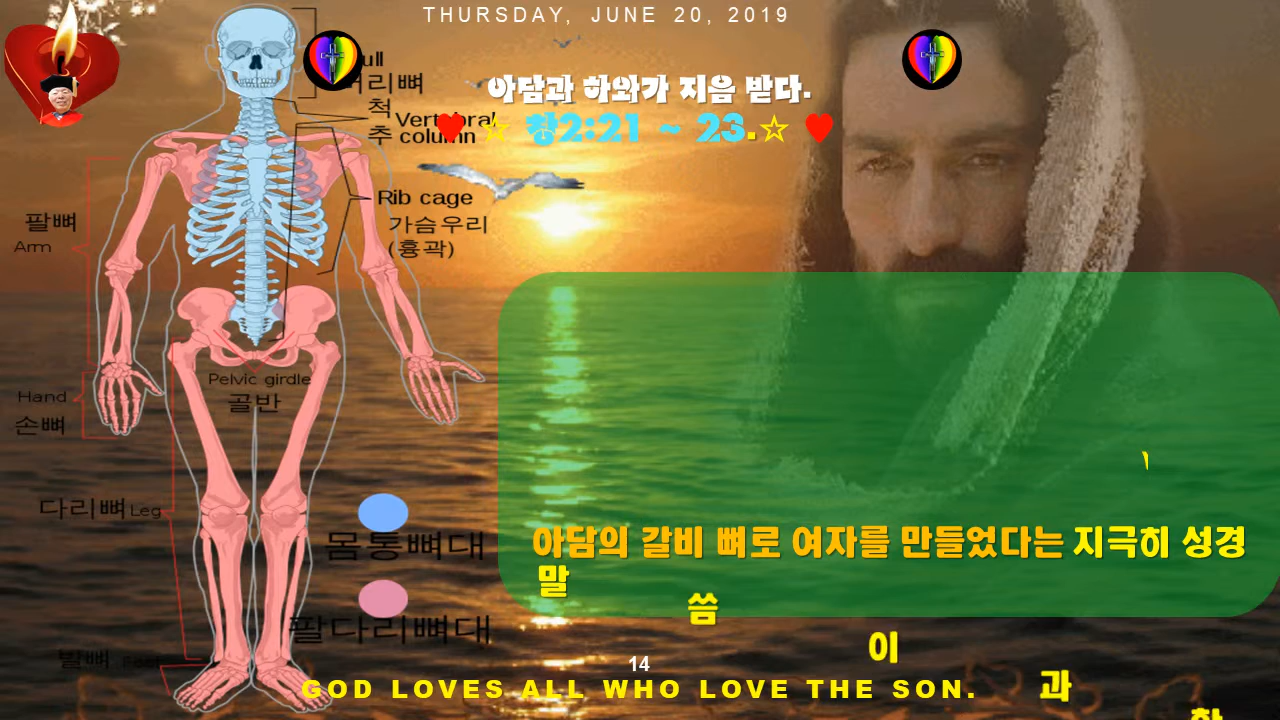 THURSDAY, JUNE 20, 2019
아담과 하와가 지음 받다.
♥ ☆ 창2:21 ~ 23.☆ ♥
척
추
Vertebral
column
Rib cage
가슴우리
(흉곽)
팔뼈
Arm
Pelvic girdle
골반
Hand
손뼈
다리뼈 Leg
몸통뼈대
팔다리뼈대
발뼈
아담의 갈비 뼈로 여자를 만들었다는 지극히 성경
말
씀
이
과
14
GOD LOVES ALL WHO LOVE THE SON.